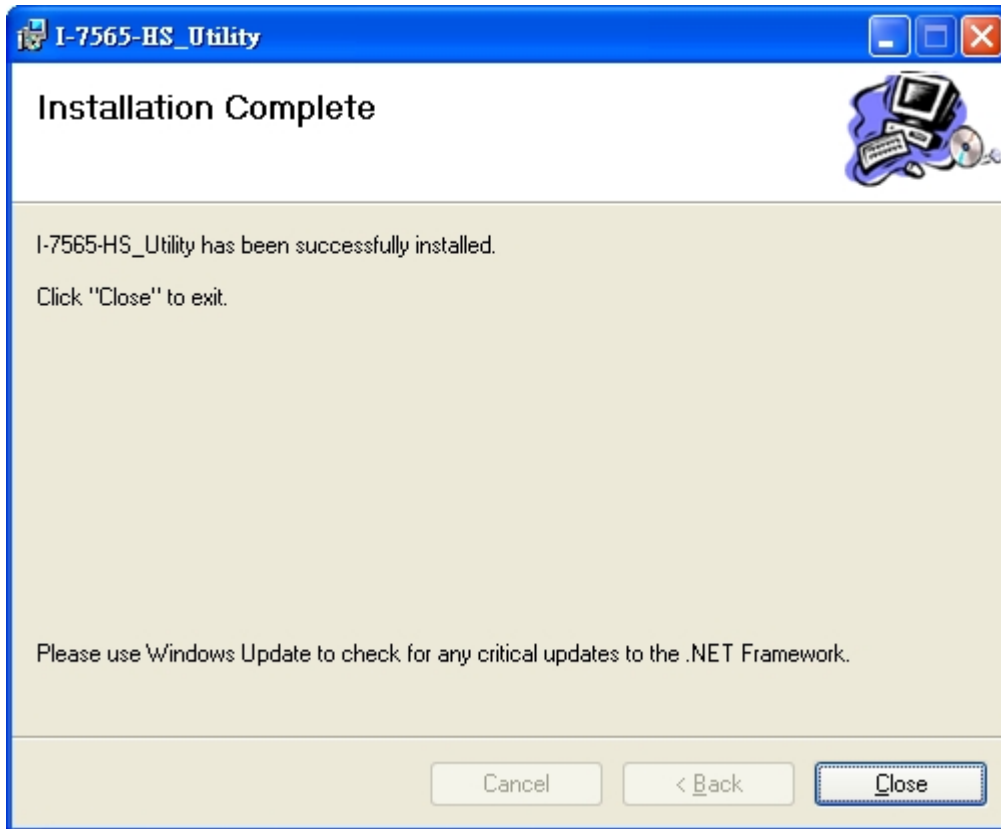 I-7565-HS_Utility
Installation Complete
I-7565-HS_Utility has been successfully installed.
Click "Close" to exit.
Please use Windows Update to check for any critical updates to the .NET Framework.
Cancel
< Back
Close